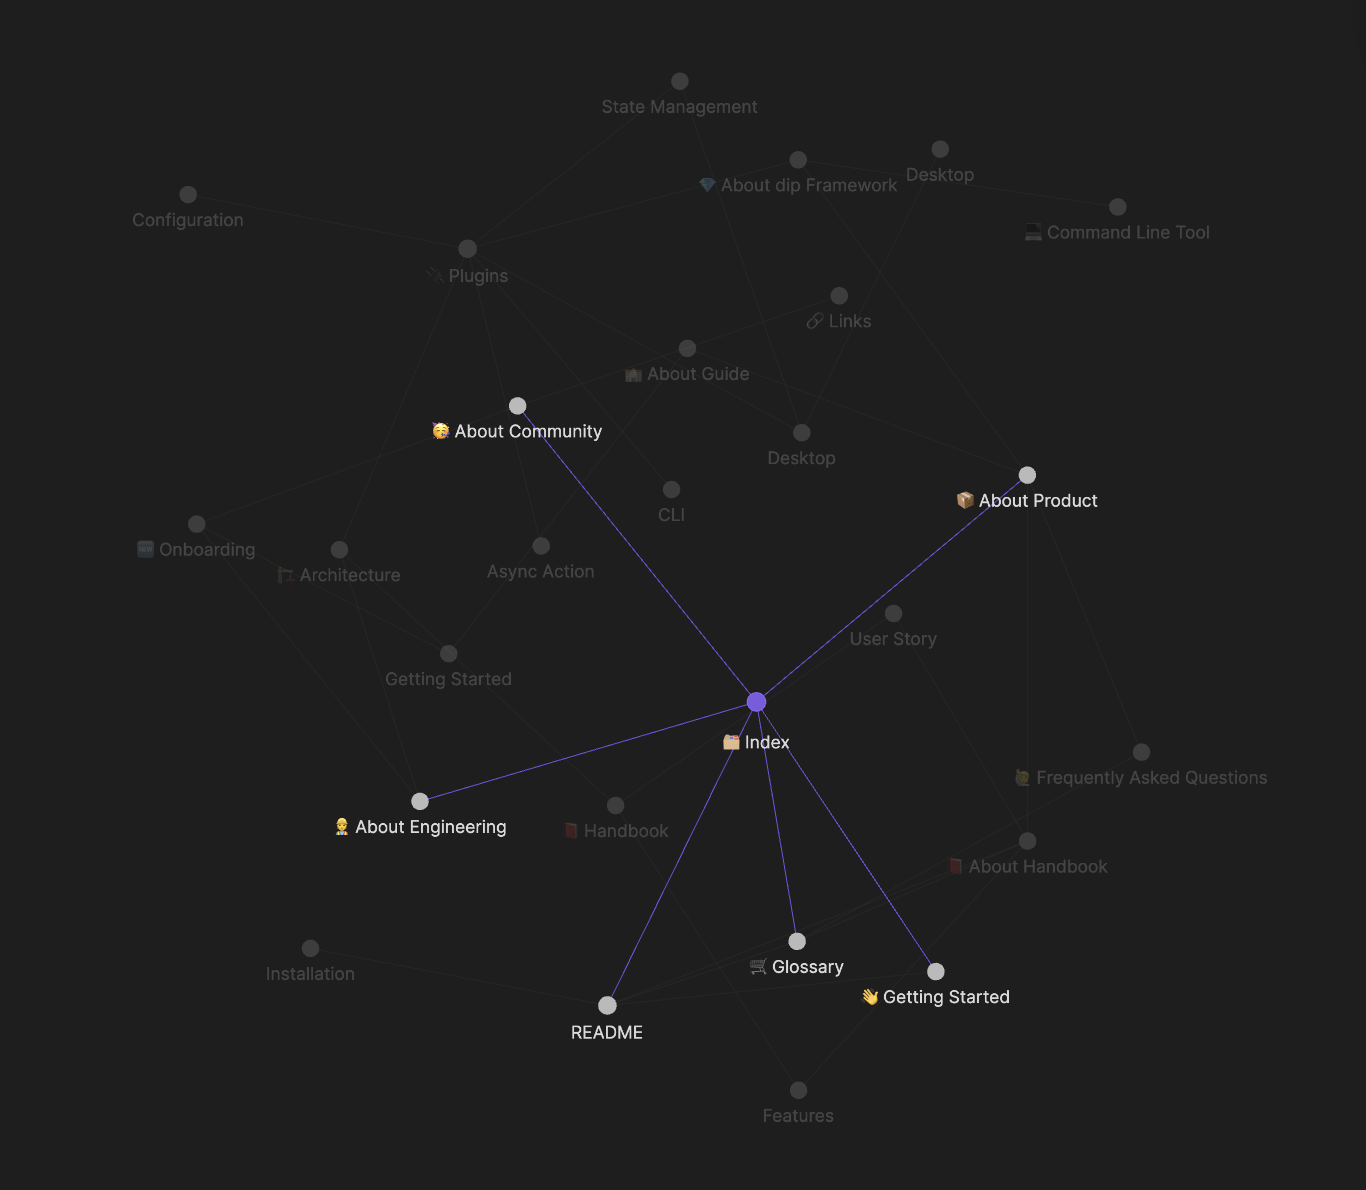 State Management
Desktop
💎 About dip Framework
Configuration
💻 Command Line Tool
🔌 Plugins
🔗 Links
🏫 About Guide
🥳 About Community
Desktop
📦 About Product
CLI
🆕 Onboarding
🏗 Architecture
Async Action
User Story
Getting Started
🗂 Index
🙋 Frequently Asked Questions
👷 About Engineering
📕 Handbook
📕 About Handbook
🛒 Glossary
Installation
👋 Getting Started
README
Features